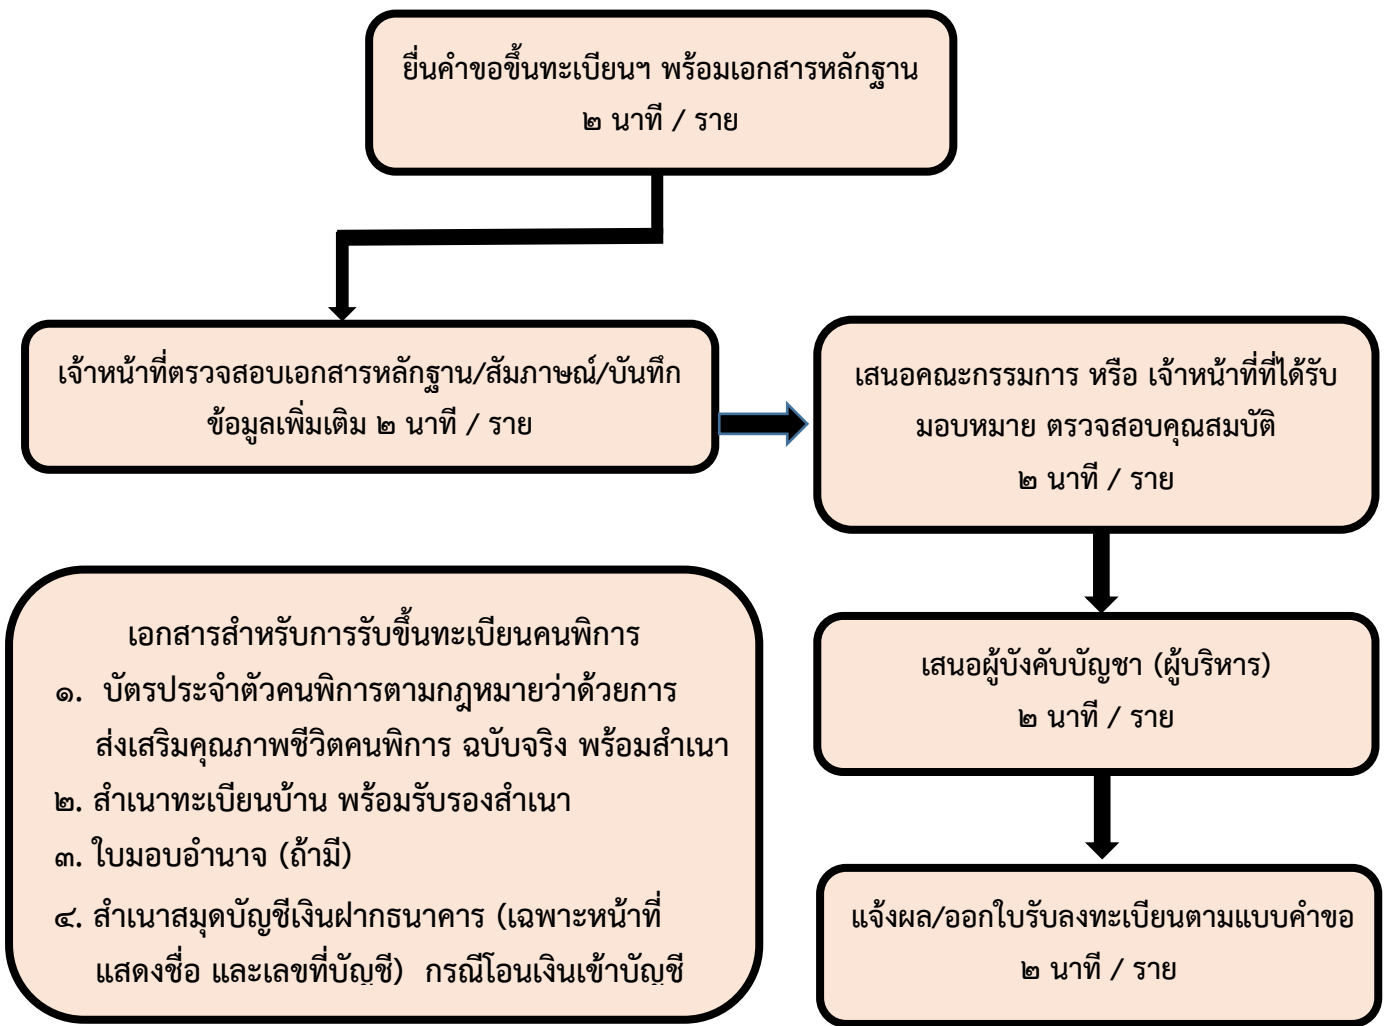 ยื่นคำขอขึ้นทะเบียนฯ พร้อมเอกสารหลักฐาน
๒ นาที / ราย
เจ้าหน้าที่ตรวจสอบเอกสารหลักฐาน/สัมภาษณ์/บันทึก
ข้อมูลเพิ่มเติม ๒ นาที / ราย
เสนอคณะกรรมการ หรือ เจ้าหน้าที่ที่ได้รับ
มอบหมาย ตรวจสอบคุณสมบัติ
๒ นาที / ราย
เสนอผู้บังคับบัญชา (ผู้บริหาร)
๒ นาที / ราย
แจ้งผล/ออกใบรับลงทะเบียนตามแบบคำขอ
๒ นาที / ราย
เอกสารสำหรับการรับขึ้นทะเบียนคนพิการ
๑. บัตรประจำตัวคนพิการตามกฎหมายว่าด้วยการ
ส่งเสริมคุณภาพชีวิตคนพิการ ฉบับจริง พร้อมสำเนา
๒. สำเนาทะเบียนบ้าน พร้อมรับรองสำเนา
๓. ใบมอบอำนาจ (ถ้ามี)
๔. สำเนาสมุดบัญชีเงินฝากธนาคาร (เฉพาะหน้าที่
แสดงชื่อ และเลขที่บัญชี) กรณีโอนเงินเข้าบัญชี